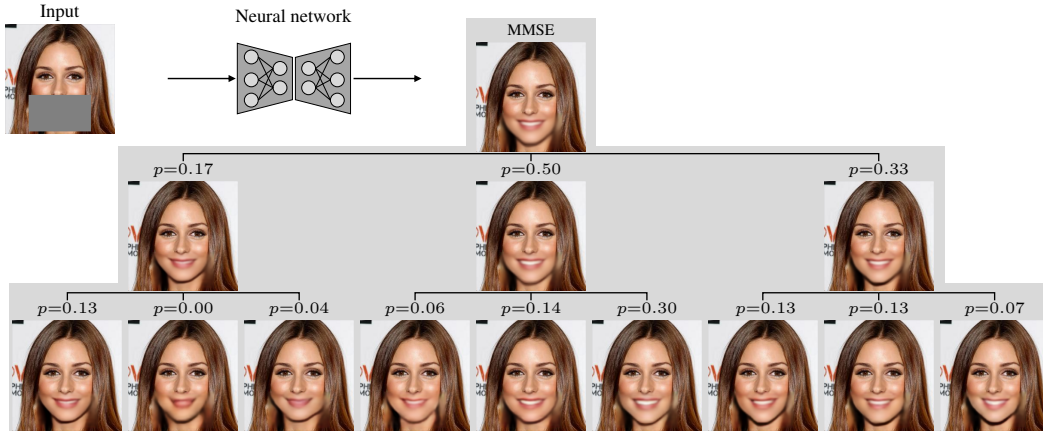 Input
Neural network
MMSE
p=0.17
p=0.50
p=0.33
p=0.13
p=0.00
p=0.04
p=0.06
p=0.14
p=0.30
p=0.13
p=0.13
p=0.07